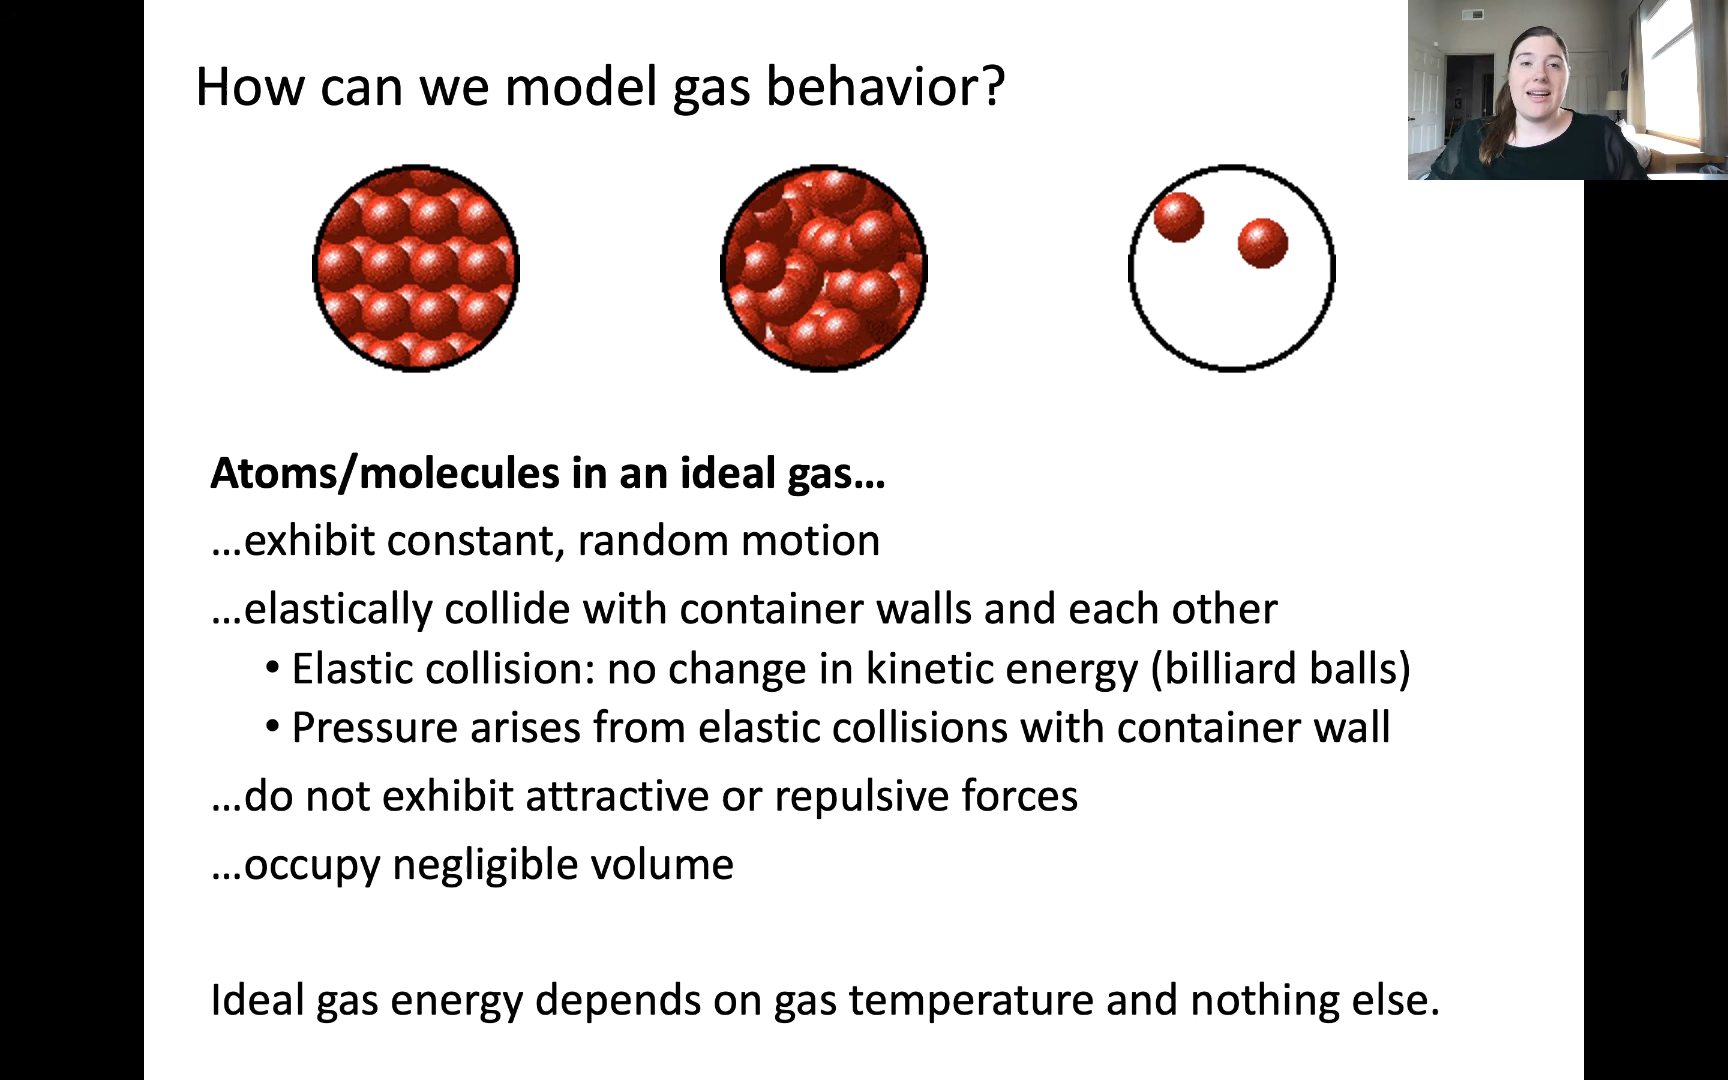 How can we model gas behavior?
Atoms/molecules in an ideal gas…
…exhibit constant, random motion
…elastically collide with container walls and each other
• Elastic collision: no change in kinetic energy (billiard balls)
• Pressure arises from elastic collisions with container wall
…do not exhibit attractive or repulsive forces
…occupy negligible volume
Ideal gas energy depends on gas temperature and nothing else.